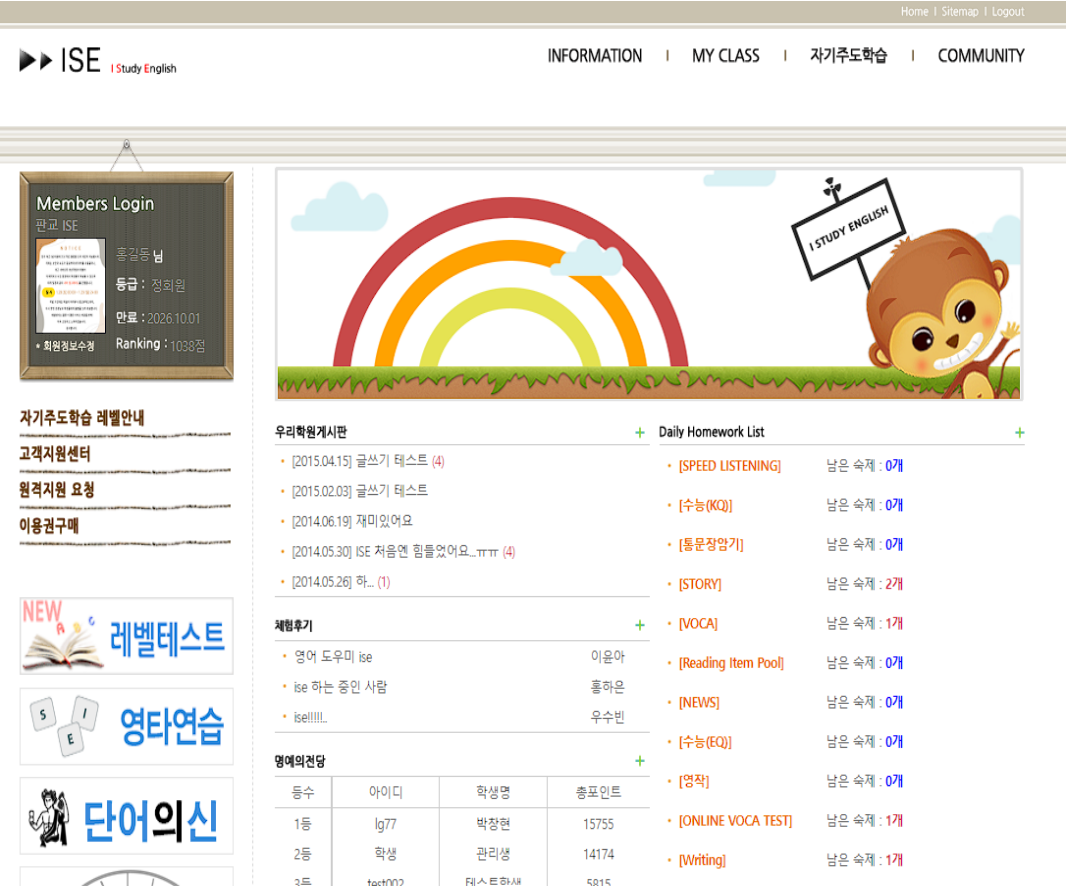 Home | Sitemap | Logout
ISE I Study English
INFORMATION | MY CLASS | 자기주도학습 | COMMUNITY
Members Login
판교 ISE
NOTICE
홍길동 님
등급 : 정회원
만료 : 2026.10.01
* 회원정보수정
Ranking : 1038점
I STUDY ENGLISH
자기주도학습 레벨안내
고객지원센터
원격지원 요청
이용권구매
NEW
A S C
레벨테스트
S I E
영타연습
단어의신
우리학원게시판
[2015.04.15] 글쓰기 테스트 (4)
[2015.02.03] 글쓰기 테스트
[2014.06.19] 재미있어요
[2014.05.30] ISE 처음엔 힘들었어요...ㅠㅠ (4)
[2014.05.26] 하... (1)
체험후기
영어 도우미 ise 이윤아
ise 하는 중인 사람 홍하은
ise!!!!!.. 우수빈
명예의전당
등수 아이디 학생명 총포인트
1등 lg77 박창현 15755
2등 학생 관리생 14174
3등 test002 테스트학생 5815
Daily Homework List
[SPEED LISTENING] 남은 숙제 : 0개
[수능(KQ)] 남은 숙제 : 0개
[통문장암기] 남은 숙제 : 0개
[STORY] 남은 숙제 : 2개
[VOCA] 남은 숙제 : 1개
[Reading Item Pool] 남은 숙제 : 0개
[NEWS] 남은 숙제 : 0개
[수능(EQ)] 남은 숙제 : 0개
[영작] 남은 숙제 : 0개
[ONLINE VOCA TEST] 남은 숙제 : 1개
[Writing] 남은 숙제 : 1개